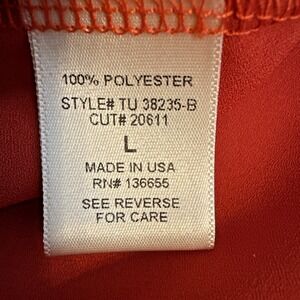 100% POLYESTER
STYLE# TU 38235-B
CUT# 20611
L
MADE IN USA
RN# 136655
SEE REVERSE
FOR CARE